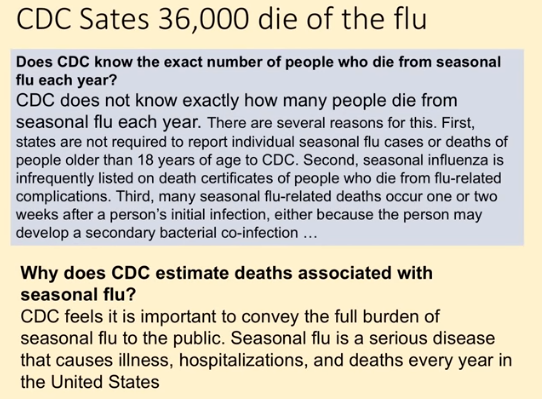 CDC Sates 36,000 die of the flu
Does CDC know the exact number of people who die from seasonal
flu each year?
CDC does not know exactly how many people die from
seasonal flu each year. There are several reasons for this. First,
states are not required to report individual seasonal flu cases or deaths of
people older than 18 years of age to CDC. Second, seasonal influenza is
infrequently listed on death certificates of people who die from flu-related
complications. Third, many seasonal flu-related deaths occur one or two
weeks after a person's initial infection, either because the person may
develop a secondary bacterial co-infection …
Why does CDC estimate deaths associated with
seasonal flu?
CDC feels it is important to convey the full burden of
seasonal flu to the public. Seasonal flu is a serious disease
that causes illness, hospitalizations, and deaths every year in
the United States